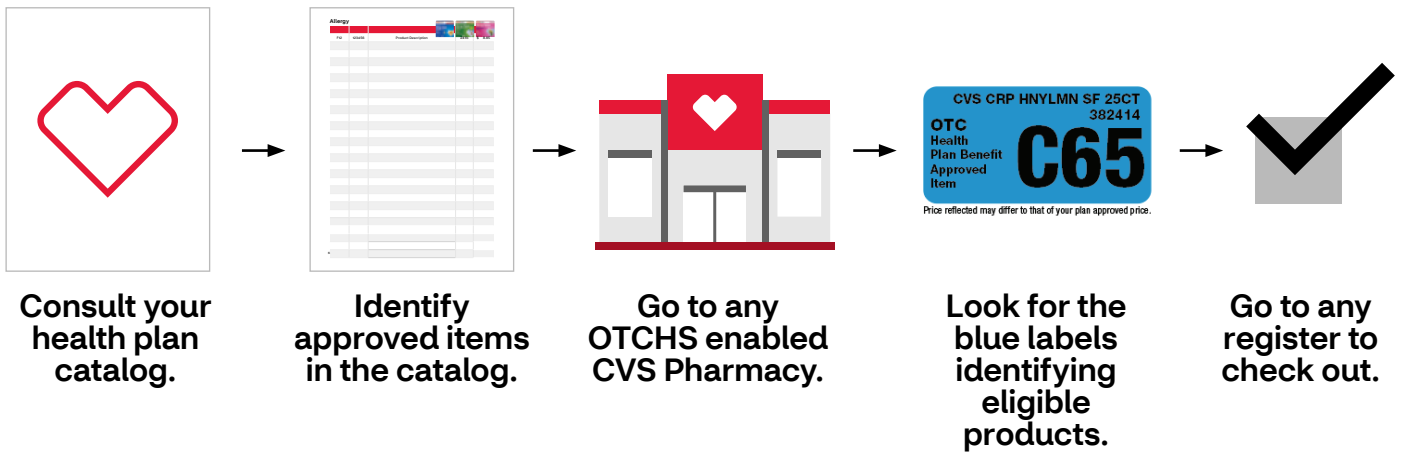 Allergy
Product Description
CVS CRP HNYLMN SF 25CT
382414
OTC
Health
Plan Benefit
Approved
Item
C65
Price reflected may differ to that of your plan approved price.
Consult your
health plan
catalog.
Identify
approved items
in the catalog.
Go to any
OTCHS enabled
CVS Pharmacy.
Look for the
blue labels
identifying
eligible
products.
Go to any
register to
check out.